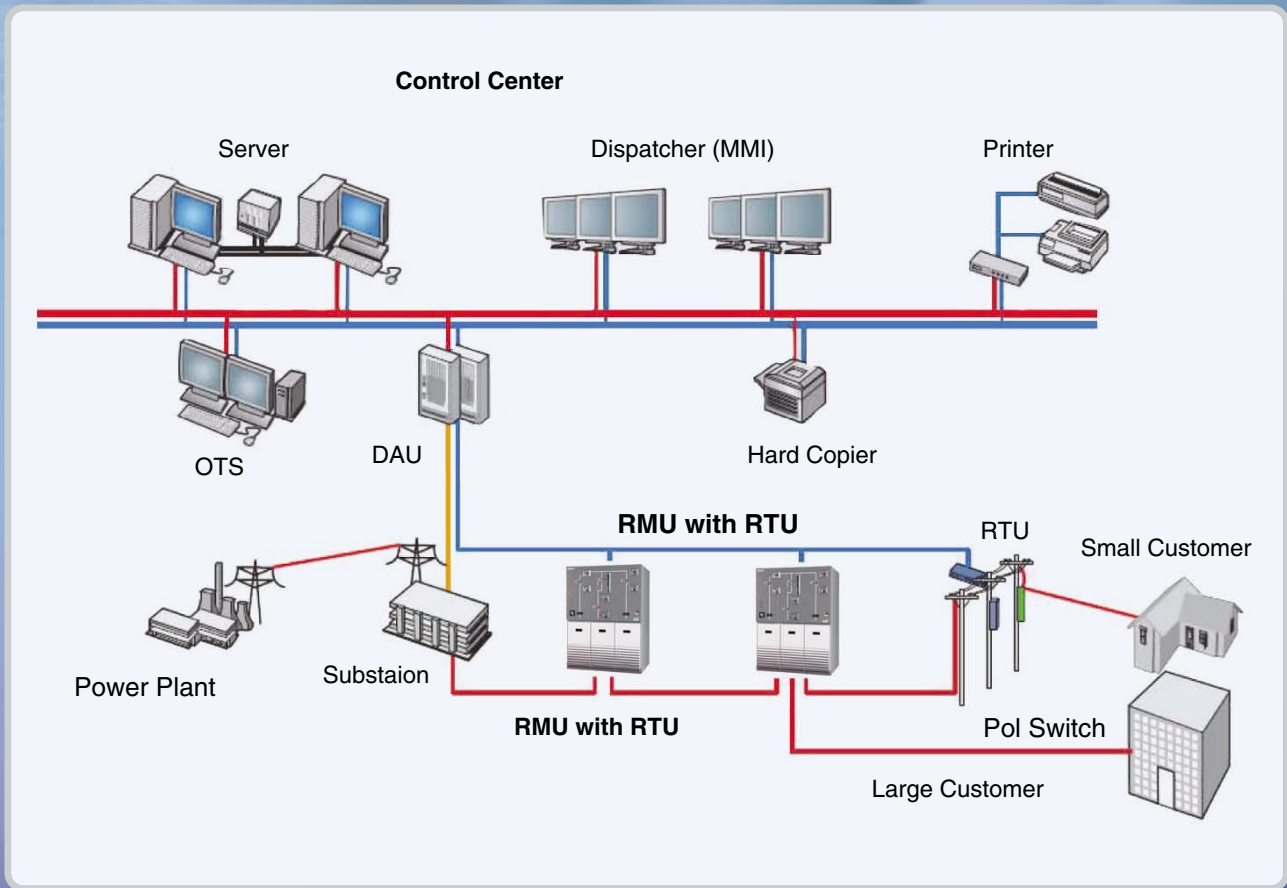 Control Center
Server
Dispatcher (MMI)
Printer
OTS
DAU
Hard Copier
RMU with RTU
RTU
Small Customer
Power Plant
Substaion
RMU with RTU
Pol Switch
Large Customer